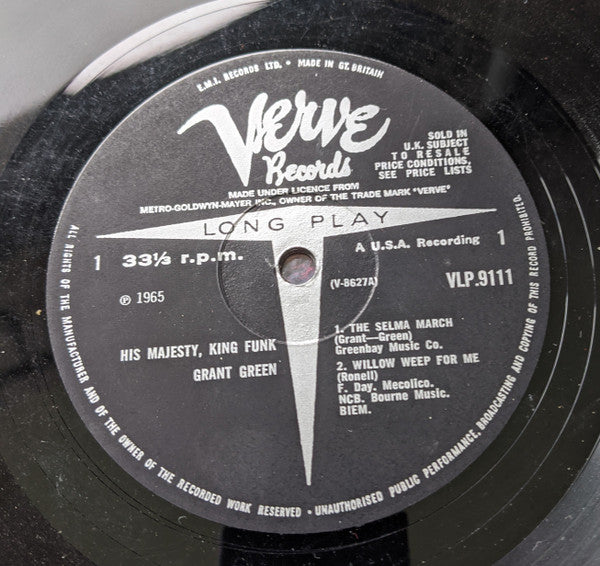 E.M.I. RECORDS LTD. • MADE IN GT. BRITAIN
Verve
Records
SOLD IN
U.K. SUBJECT
TO RESALE
PRICE CONDITIONS,
SEE PRICE LISTS
MADE UNDER LICENCE FROM
METRO-GOLDWYN-MAYER INC., OWNER OF THE TRADE MARK "VERVE"
LONG PLAY
1 33⅓ r.p.m.
A U.S.A. Recording 1
(V-8627A)
VLP.9111
℗ 1965
HIS MAJESTY, KING FUNK
GRANT GREEN
1. THE SELMA MARCH
(Grant—Green)
Greenbay Music Co.
2. WILLOW WEEP FOR ME
(Ronell)
F. Day. Mecolico.
NCB. Bourne Music.
BIEM.
ALL RIGHTS OF THE MANUFACTURER AND OF THE OWNER OF THE RECORDED WORK RESERVED • UNAUTHORISED PUBLIC PERFORMANCE, BROADCASTING AND COPYING OF THIS RECORD PROHIBITED.